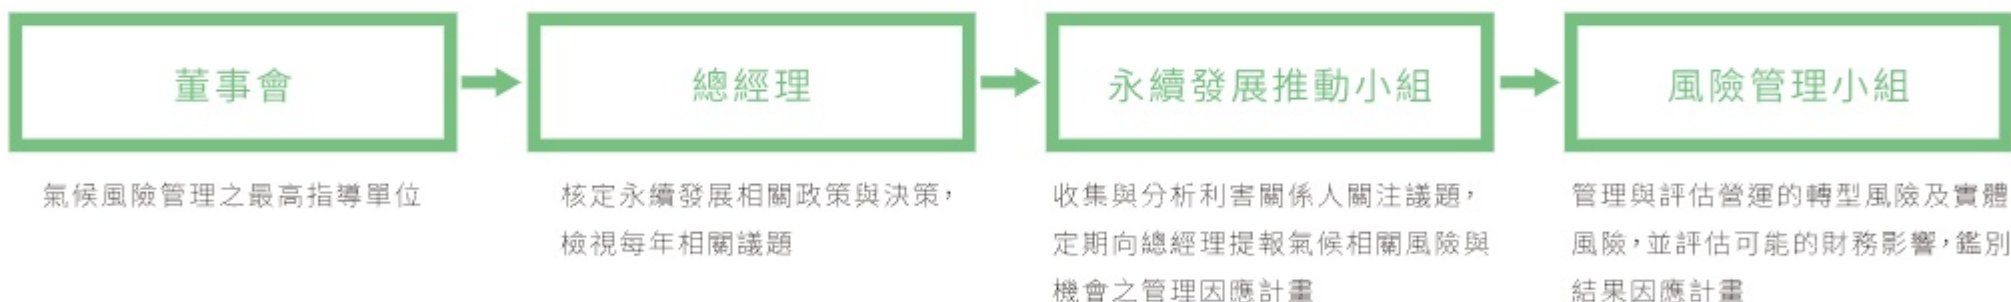 董事會
氣候風險管理之最高指導單位
總經理
核定永續發展相關政策與決策，
檢視每年相關議題
永續發展推動小組
收集與分析利害關係人關注議題，
定期向總經理提報氣候相關風險與
機會之管理因應計畫
風險管理小組
管理與評估營運的轉型風險及實體
風險，並評估可能的財務影響，鑑別
結果因應計畫